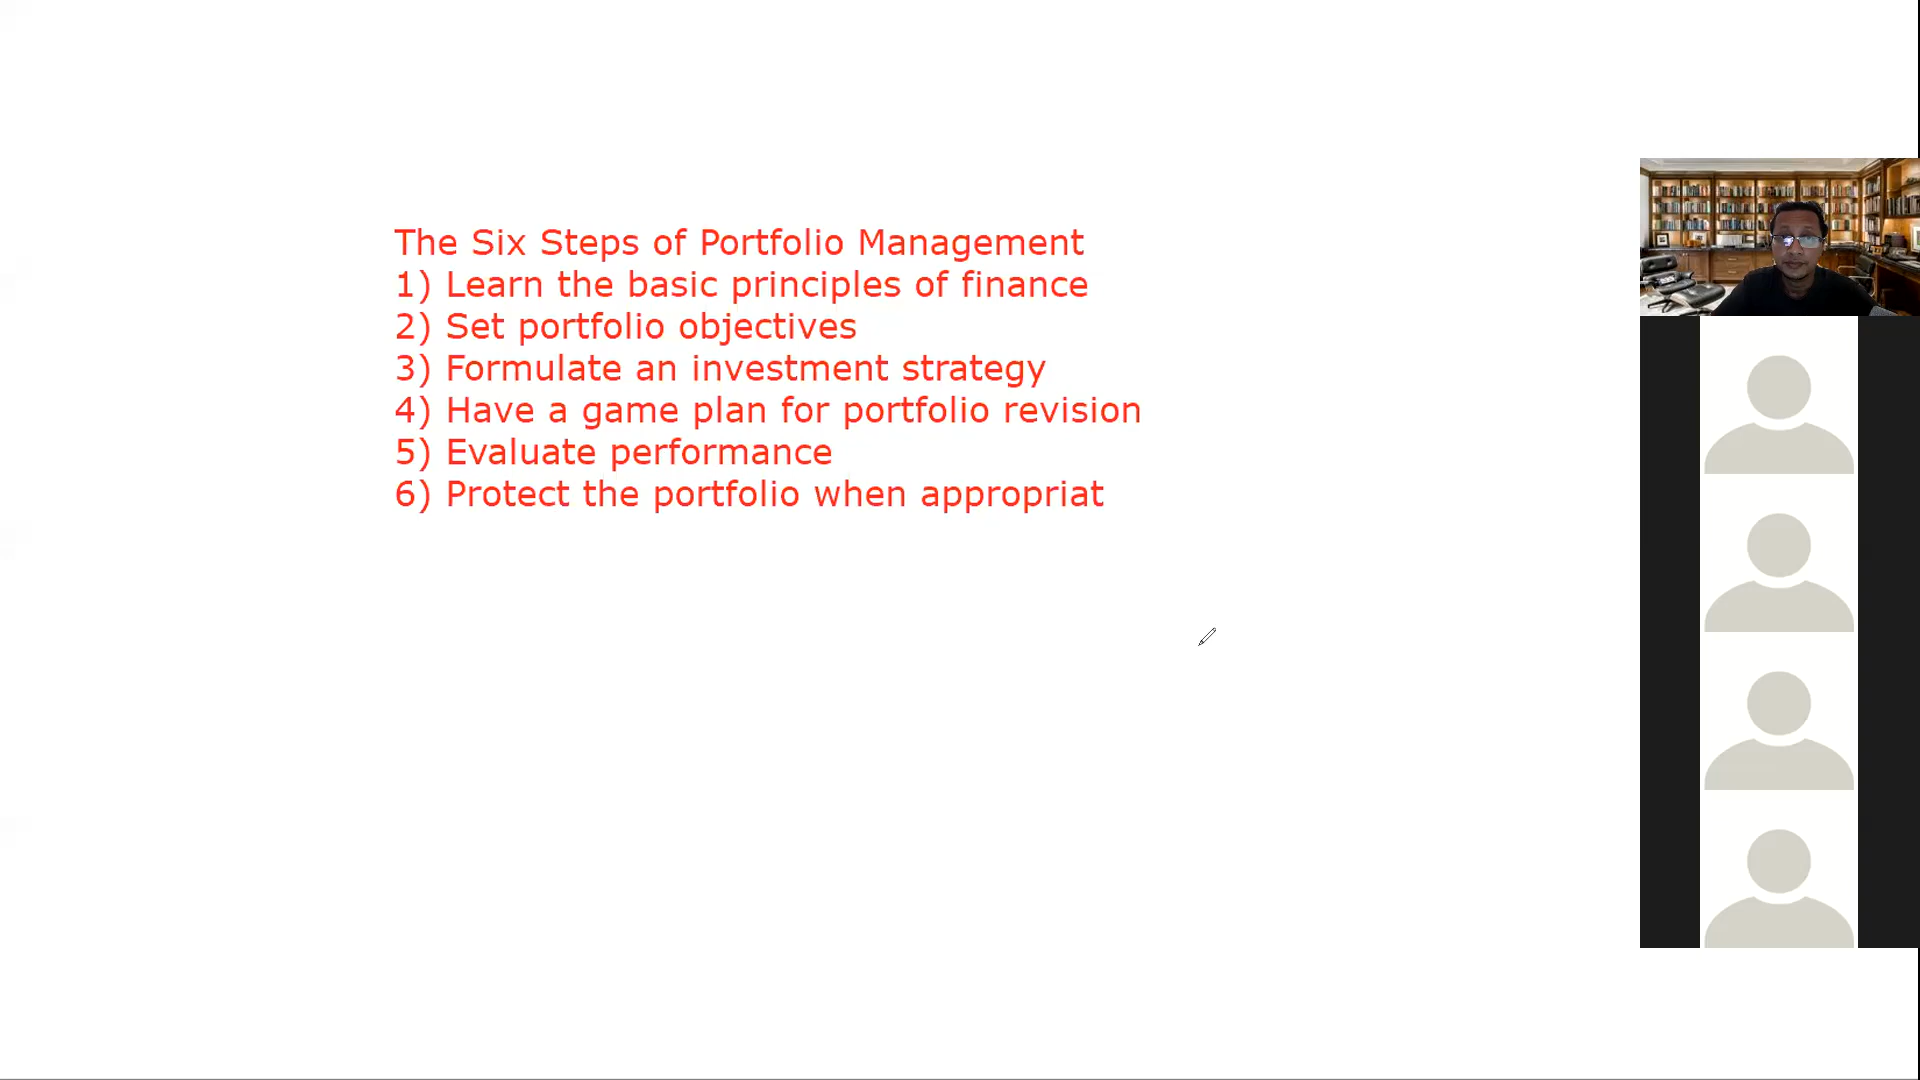 The Six Steps of Portfolio Management
1) Learn the basic principles of finance
2) Set portfolio objectives
3) Formulate an investment strategy
4) Have a game plan for portfolio revision
5) Evaluate performance
6) Protect the portfolio when appropriat